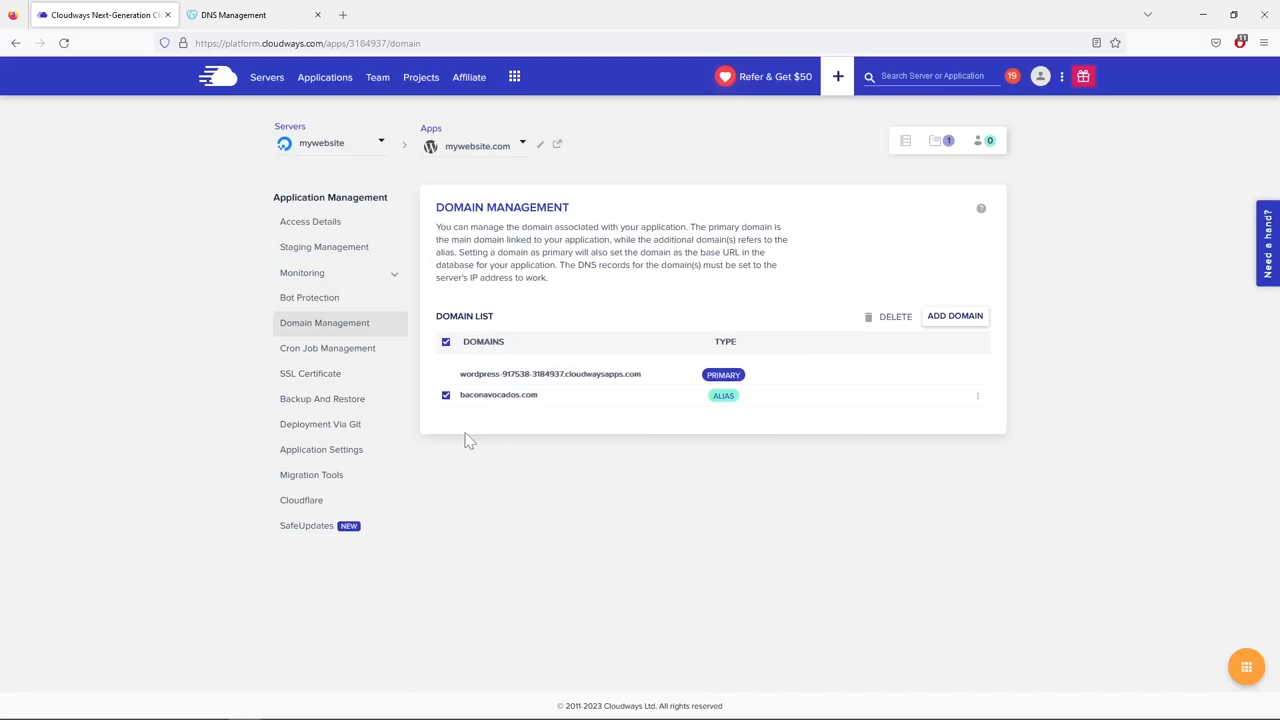 Cloudways Next-Generation Cl
DNS Management
https://platform.cloudways.com/apps/3184937/domain
11
Servers
Applications
Team
Projects
Affiliate
Refer & Get $50
Search Server or Application
19
Servers
mywebsite
Apps
mywebsite.com
1
0
Application Management
Access Details
Staging Management
Monitoring
Bot Protection
Domain Management
Cron Job Management
SSL Certificate
Backup And Restore
Deployment Via Git
Application Settings
Migration Tools
Cloudflare
SafeUpdates NEW
DOMAIN MANAGEMENT
You can manage the domain associated with your application. The primary domain is
the main domain linked to your application, while the additional domain(s) refers to the
alias. Setting a domain as primary will also set the domain as the base URL in the
database for your application. The DNS records for the domain(s) must be set to the
server's IP address to work.
DOMAIN LIST
DELETE
ADD DOMAIN
DOMAINS
TYPE
wordpress-917538-3184937.cloudwaysapps.com
PRIMARY
baconavocados.com
ALIAS
Need a hand?
© 2011-2023 Cloudways Ltd. All rights reserved